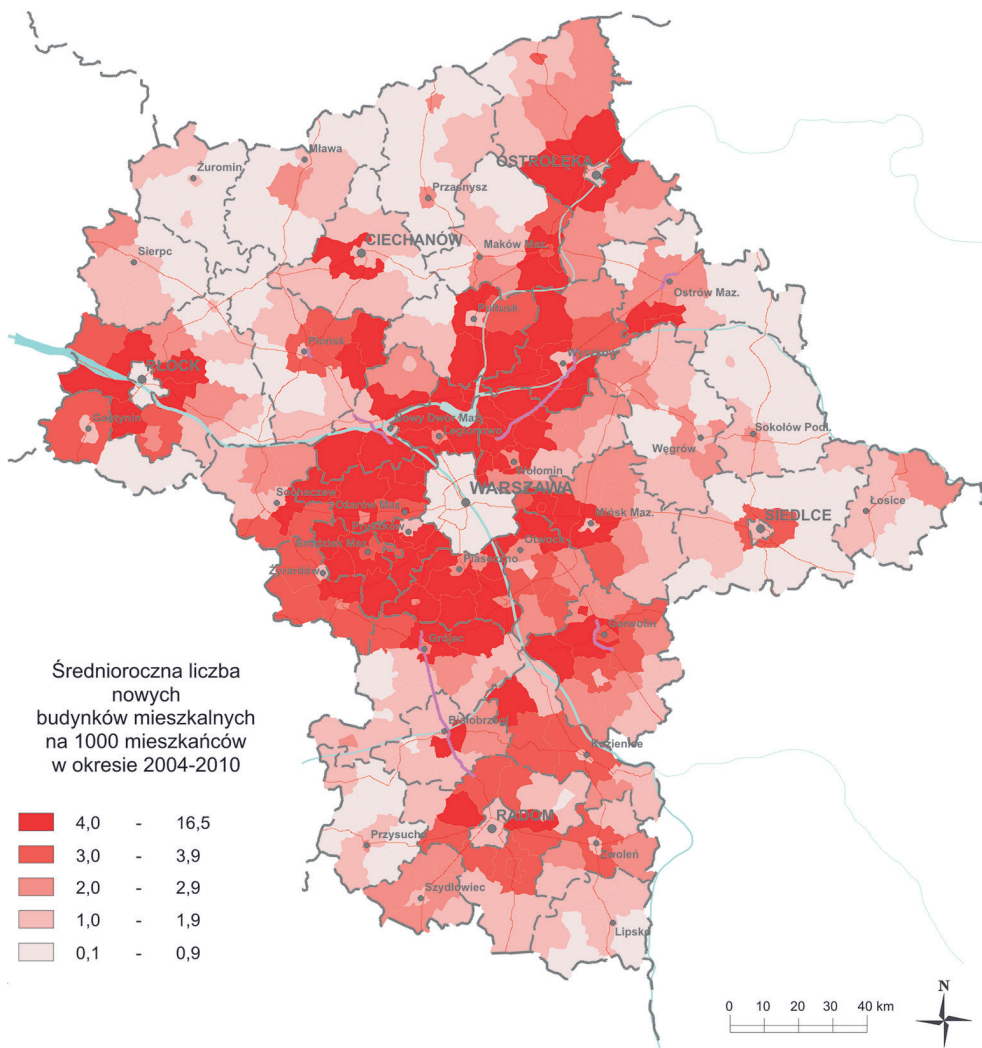 Żuromin
Mława
OSTROŁĘKA
Przasnysz
Sierpc
CIECHANÓW
Maków Maz.
Ostrów Maz.
Pułtusk
Płońsk
Wyszków
PŁOCK
Gostynin
Nowy Dwór Maz.
Legionowo
Sokołów Podl.
Węgrów
Wołomin
WARSZAWA
Sochaczew
Ożarów Maz.
Łosice
SIEDLCE
Mińsk Maz.
Pruszków
Otwock
Grodzisk Maz.
Piaseczno
Żyrardów
Garwolin
Grójec
Białobrzegi
Kozienice
RADOM
Przysucha
Zwoleń
Szydłowiec
Lipsko
Średnioroczna liczba
nowych
budynków mieszkalnych
na 1000 mieszkańców
w okresie 2004-2010
4,0 - 16,5
3,0 - 3,9
2,0 - 2,9
1,0 - 1,9
0,1 - 0,9
0 10 20 30 40 km
N